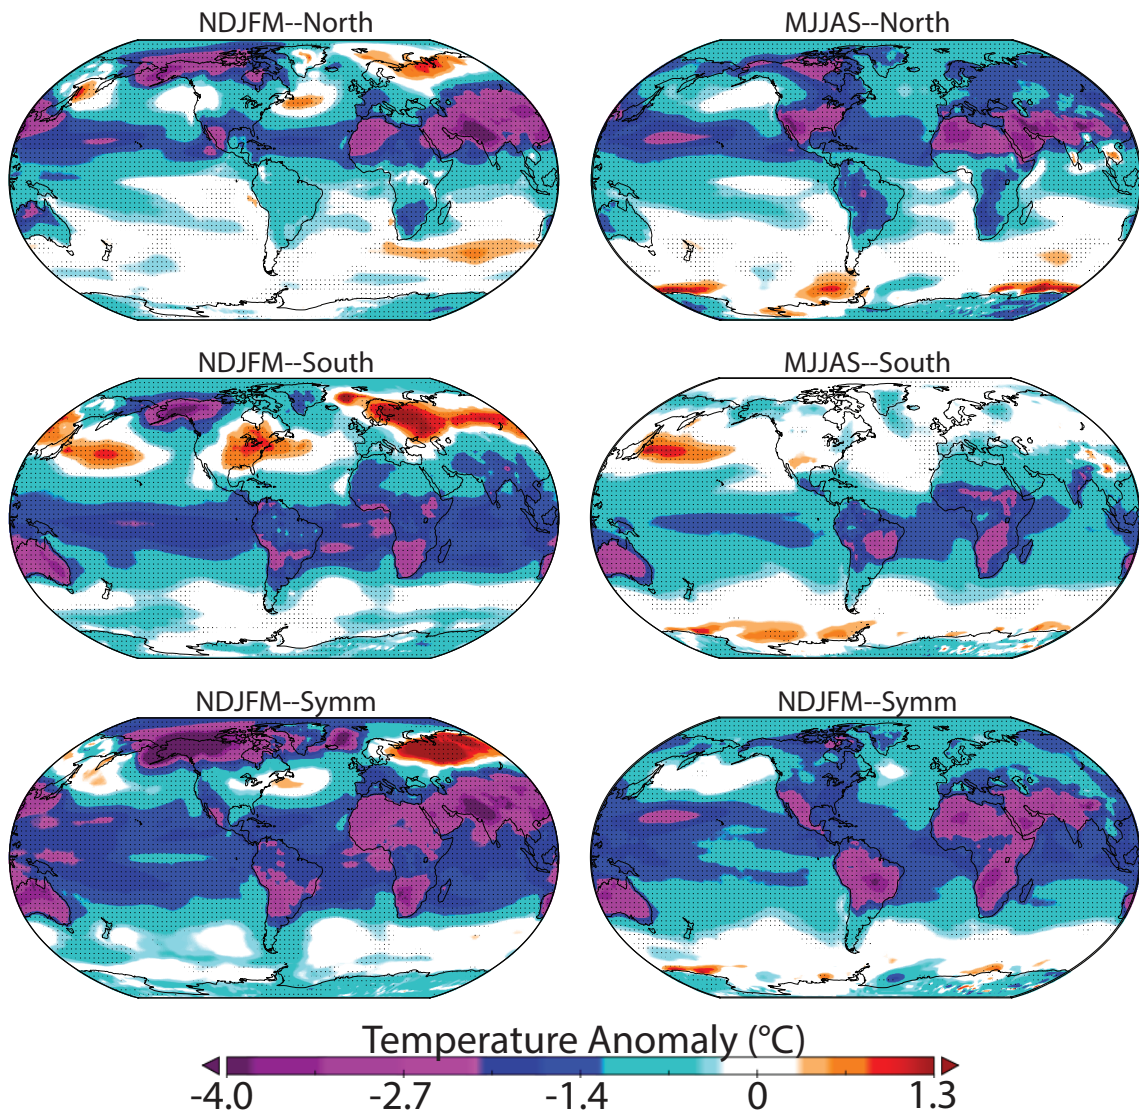 NDJFM--North
MJJAS--North
NDJFM--South
MJJAS--South
NDJFM--Symm
NDJFM--Symm
Temperature Anomaly (°C)
-4.0 -2.7 -1.4 0 1.3